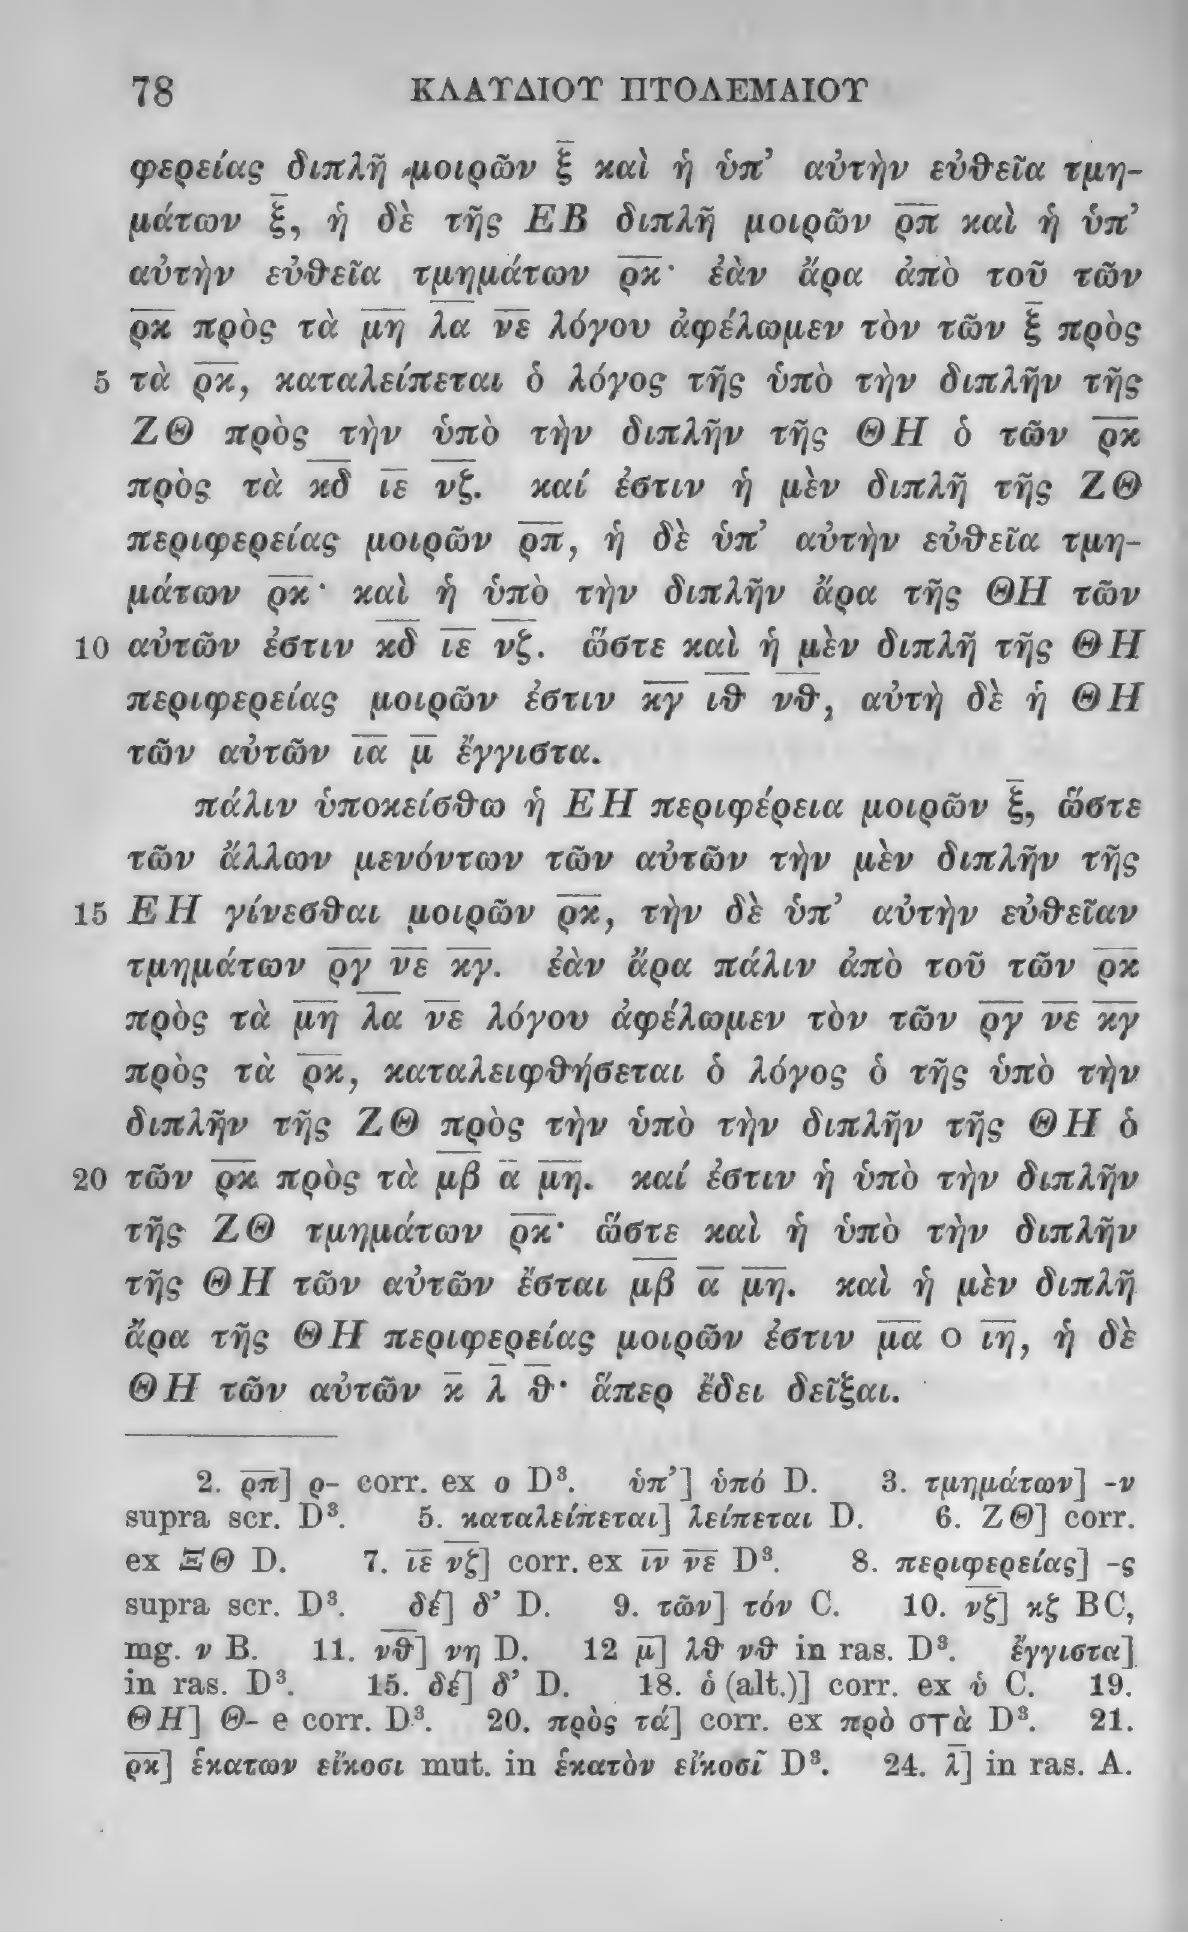 78 ΚΛΑΥΔΙΟΥ ΠΤΟΛΕΜΑΙΟΥ
φερείας διπλῆ μοιρῶν ξ̄ καὶ ἡ ὑπ’ αὐτὴν εὐθεῖα τμη-
μάτων ξ̄, ἡ δὲ τῆς ΕΒ διπλῆ μοιρῶν ρ̅π̅ καὶ ἡ ὑπ’
αὐτὴν εὐθεῖα τμημάτων ρ̅κ̅· ἐὰν ἄρα ἀπὸ τοῦ τῶν
ρ̅κ̅ πρὸς τὰ μ̅η̅ λ̅α̅ ν̅ε̅ λόγου ἀφέλωμεν τὸν τῶν ξ̄ πρὸς
5 τὰ ρ̅κ̅, καταλείπεται ὁ λόγος τῆς ὑπὸ τὴν διπλῆν τῆς
ΖΘ πρὸς τὴν ὑπὸ τὴν διπλῆν τῆς ΘΗ ὁ τῶν ρ̅κ̅
πρὸς τὰ κ̅δ̅ ι̅ε̅ ν̅ζ̅. καί ἐστιν ἡ μὲν διπλῆ τῆς ΖΘ
περιφερείας μοιρῶν ρ̅π̅, ἡ δὲ ὑπ’ αὐτὴν εὐθεῖα τμη-
μάτων ρ̅κ̅· καὶ ἡ ὑπὸ τὴν διπλῆν ἄρα τῆς ΘΗ τῶν
10 αὐτῶν ἐστιν κ̅δ̅ ι̅ε̅ ν̅ζ̅. ὥστε καὶ ἡ μὲν διπλῆ τῆς ΘΗ
περιφερείας μοιρῶν ἐστιν κ̅γ̅ ι̅θ̅ ν̅θ̅, αὐτὴ δὲ ἡ ΘΗ
τῶν αὐτῶν ι̅α̅ μ̅ ἔγγιστα.
πάλιν ὑποκείσθω ἡ ΕΗ περιφέρεια μοιρῶν ξ̄, ὥστε
τῶν ἄλλων μενόντων τῶν αὐτῶν τὴν μὲν διπλῆν τῆς
15 ΕΗ γίνεσθαι μοιρῶν ρ̅κ̅, τὴν δὲ ὑπ’ αὐτὴν εὐθεῖαν
τμημάτων ρ̅γ̅ ν̅ε̅ κ̅γ̅. ἐὰν ἄρα πάλιν ἀπὸ τοῦ τῶν ρ̅κ̅
πρὸς τὰ μ̅η̅ λ̅α̅ ν̅ε̅ λόγου ἀφέλωμεν τὸν τῶν ρ̅γ̅ ν̅ε̅ κ̅γ̅
πρὸς τὰ ρ̅κ̅, καταλειφθήσεται ὁ λόγος ὁ τῆς ὑπὸ τὴν
διπλῆν τῆς ΖΘ πρὸς τὴν ὑπὸ τὴν διπλῆν τῆς ΘΗ ὁ
20 τῶν ρ̅κ̅ πρὸς τὰ μ̅β̅ α̅ μ̅η̅. καί ἐστιν ἡ ὑπὸ τὴν διπλῆν
τῆς ΖΘ τμημάτων ρ̅κ̅· ὥστε καὶ ἡ ὑπὸ τὴν διπλῆν
τῆς ΘΗ τῶν αὐτῶν ἔσται μ̅β̅ α̅ μ̅η̅. καὶ ἡ μὲν διπλῆ
ἄρα τῆς ΘΗ περιφερείας μοιρῶν ἐστιν μ̅α̅ ο ι̅η̅, ἡ δὲ
ΘΗ τῶν αὐτῶν κ̅ λ̅ θ̅· ἅπερ ἔδει δεῖξαι.
2. ρ̅π̅] ρ- corr. ex ο D³. ὑπ’] ὑπό D. 3. τμημάτων] -ν
supra scr. D³. 5. καταλείπεται] λείπεται D. 6. ΖΘ] corr.
ex ΞΘ D. 7. ι̅ε̅ ν̅ζ̅] corr. ex ι̅ν̅ ν̅ε̅ D³. 8. περιφερείας] -ς
supra scr. D³. δέ] δ’ D. 9. τῶν] τόν C. 10. ν̅ζ̅] κζ BC,
mg. ν B. 11. ν̅θ̅] νη D. 12 μ̅] λθ νθ in ras. D³. ἔγγιστα]
in ras. D³. 15. δέ] δ’ D. 18. ὁ (alt.)] corr. ex ὑ C. 19.
ΘΗ] Θ- e corr. D³. 20. πρὸς τά] corr. ex πρὸ στὰ D³. 21.
ρ̅κ̅] ἑκατων εἴκοσι mut. in ἑκατὸν εἴκοσῖ D³. 24. λ̅] in ras. A.